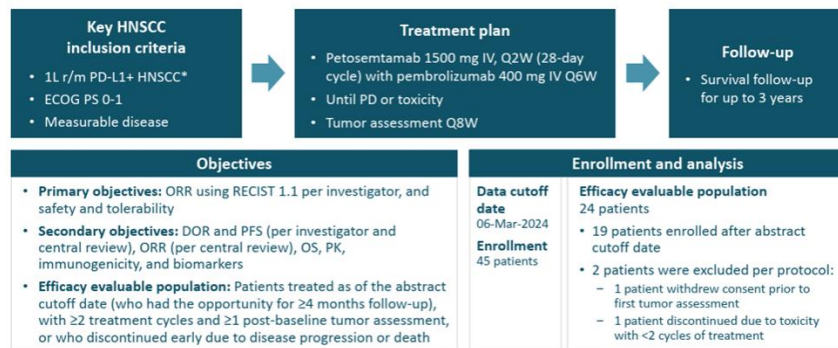 Key HNSCC
inclusion criteria
• 1L r/m PD-L1+ HNSCC*
• ECOG PS 0-1
• Measurable disease
Treatment plan
• Petosemtamab 1500 mg IV, Q2W (28-day
cycle) with pembrolizumab 400 mg IV Q6W
• Until PD or toxicity
• Tumor assessment Q8W
Follow-up
• Survival follow-up
for up to 3 years
Objectives
• Primary objectives: ORR using RECIST 1.1 per investigator, and
safety and tolerability
• Secondary objectives: DOR and PFS (per investigator and
central review), ORR (per central review), OS, PK,
immunogenicity, and biomarkers
• Efficacy evaluable population: Patients treated as of the abstract
cutoff date (who had the opportunity for ≥4 months follow-up),
with ≥2 treatment cycles and ≥1 post-baseline tumor assessment,
or who discontinued early due to disease progression or death
Enrollment and analysis
Data cutoff
date
06-Mar-2024
Enrollment
45 patients
Efficacy evaluable population
24 patients
• 19 patients enrolled after abstract
cutoff date
• 2 patients were excluded per protocol:
– 1 patient withdrew consent prior to
first tumor assessment
– 1 patient discontinued due to toxicity
with <2 cycles of treatment